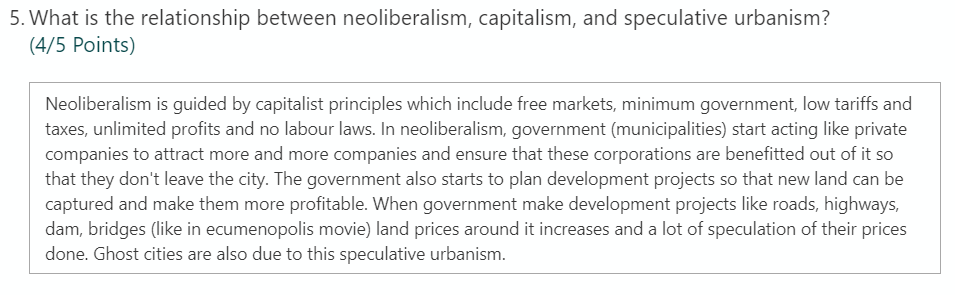 5. What is the relationship between neoliberalism, capitalism, and speculative urbanism?
(4/5 Points)
Neoliberalism is guided by capitalist principles which include free markets, minimum government, low tariffs and
taxes, unlimited profits and no labour laws. In neoliberalism, government (municipalities) start acting like private
companies to attract more and more companies and ensure that these corporations are benefitted out of it so
that they don't leave the city. The government also starts to plan development projects so that new land can be
captured and make them more profitable. When government make development projects like roads, highways,
dam, bridges (like in ecumenopolis movie) land prices around it increases and a lot of speculation of their prices
done. Ghost cities are also due to this speculative urbanism.